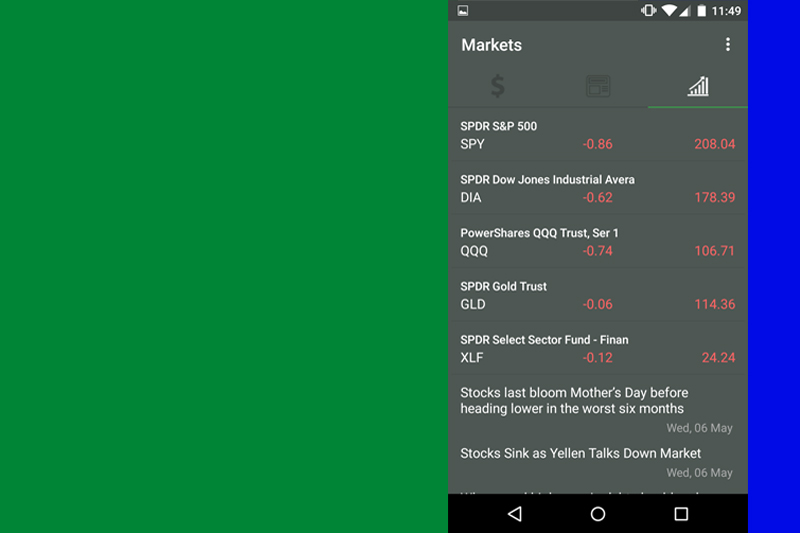 11:49
Markets
SPDR S&P 500
SPY -0.86 208.04
SPDR Dow Jones Industrial Avera
DIA -0.62 178.39
PowerShares QQQ Trust, Ser 1
QQQ -0.74 106.71
SPDR Gold Trust
GLD -0.06 114.36
SPDR Select Sector Fund - Finan
XLF -0.12 24.24
Stocks last bloom Mother's Day before
heading lower in the worst six months
Wed, 06 May
Stocks Sink as Yellen Talks Down Market
Wed, 06 May